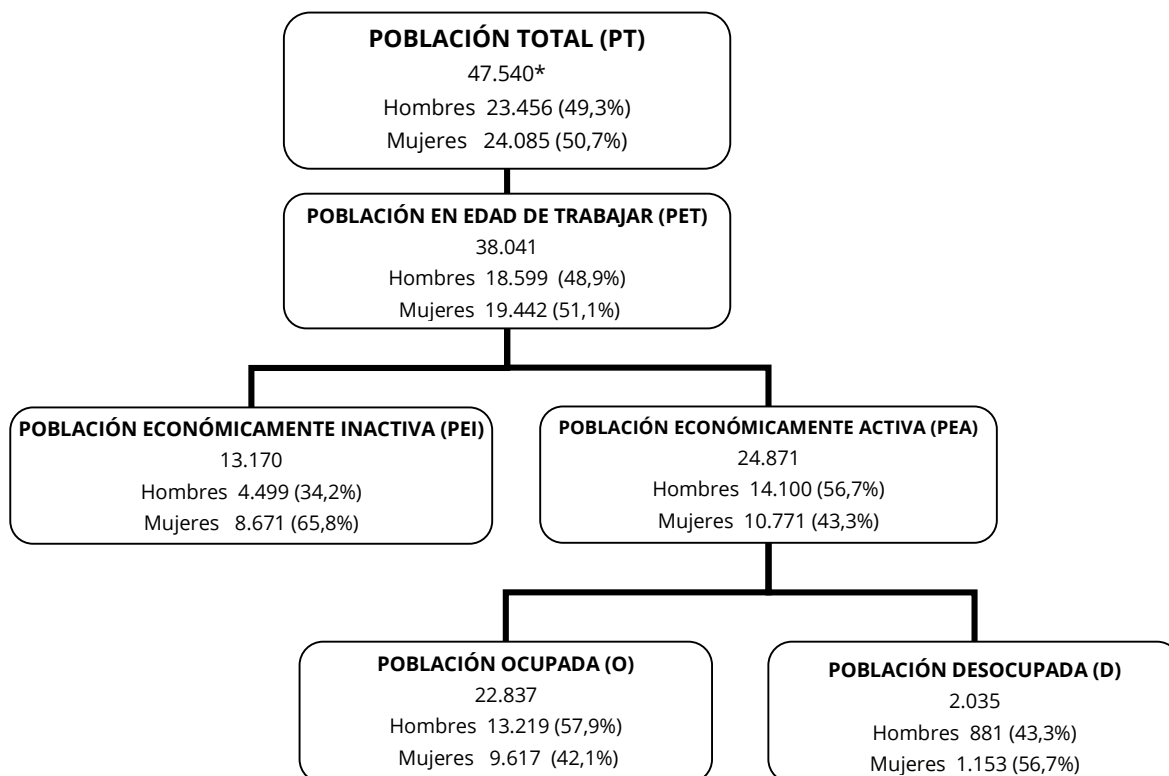 POBLACIÓN TOTAL (PT)
47.540*
Hombres 23.456 (49,3%)
Mujeres 24.085 (50,7%)
POBLACIÓN EN EDAD DE TRABAJAR (PET)
38.041
Hombres 18.599 (48,9%)
Mujeres 19.442 (51,1%)
POBLACIÓN ECONÓMICAMENTE INACTIVA (PEI)
13.170
Hombres 4.499 (34,2%)
Mujeres 8.671 (65,8%)
POBLACIÓN ECONÓMICAMENTE ACTIVA (PEA)
24.871
Hombres 14.100 (56,7%)
Mujeres 10.771 (43,3%)
POBLACIÓN OCUPADA (O)
22.837
Hombres 13.219 (57,9%)
Mujeres 9.617 (42,1%)
POBLACIÓN DESOCUPADA (D)
2.035
Hombres 881 (43,3%)
Mujeres 1.153 (56,7%)